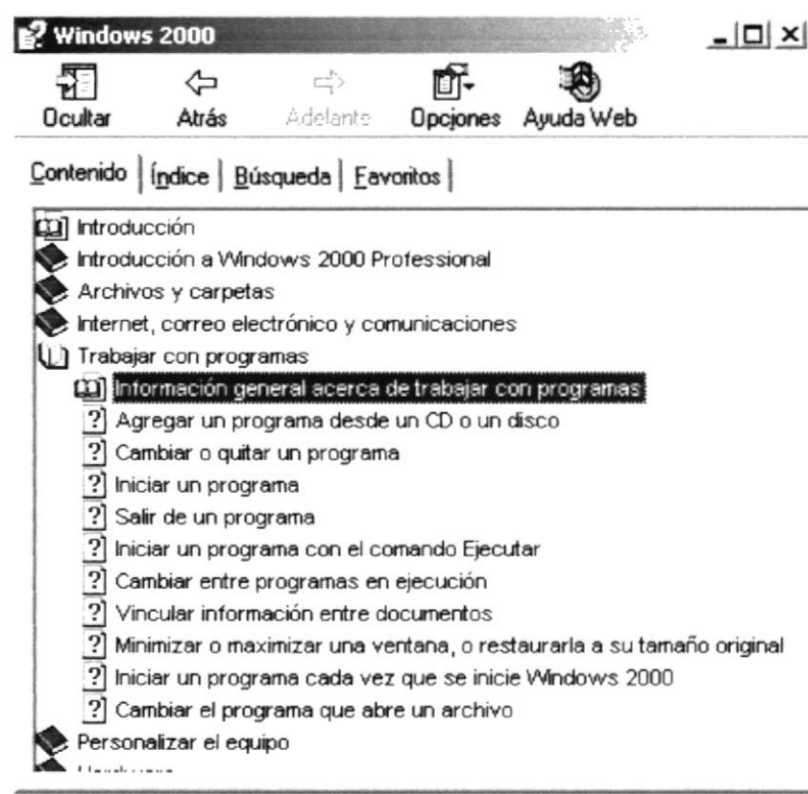 Windows 2000
Ocultar Atrás Adelante Opciones Ayuda Web
Contenido Índice Búsqueda Favoritos
Introducción
Introducción a Windows 2000 Professional
Archivos y carpetas
Internet, correo electrónico y comunicaciones
Trabajar con programas
Información general acerca de trabajar con programas
Agregar un programa desde un CD o un disco
Cambiar o quitar un programa
Iniciar un programa
Salir de un programa
Iniciar un programa con el comando Ejecutar
Cambiar entre programas en ejecución
Vincular información entre documentos
Minimizar o maximizar una ventana, o restaurarla a su tamaño original
Iniciar un programa cada vez que se inicie Windows 2000
Cambiar el programa que abre un archivo
Personalizar el equipo